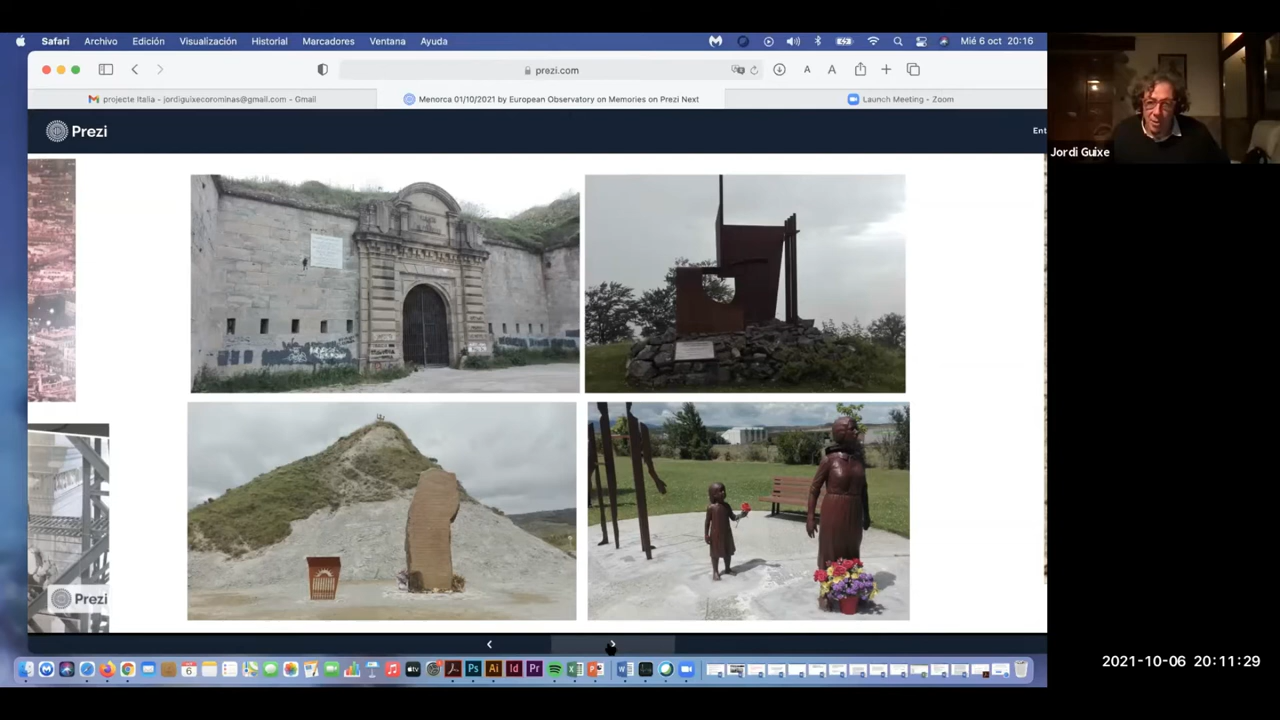 Safari Archivo Edición Visualización Historial Marcadores Ventana Ayuda Mié 6 oct 20:16
prezi.com A A
projecte Italia - jordiguixecorominas@gmail.com - Gmail Menorca 01/10/2021 by European Observatory on Memories on Prezi Next Launch Meeting - Zoom
Prezi Ent
Jordi Guixe
Prezi
2021-10-06 20:11:29